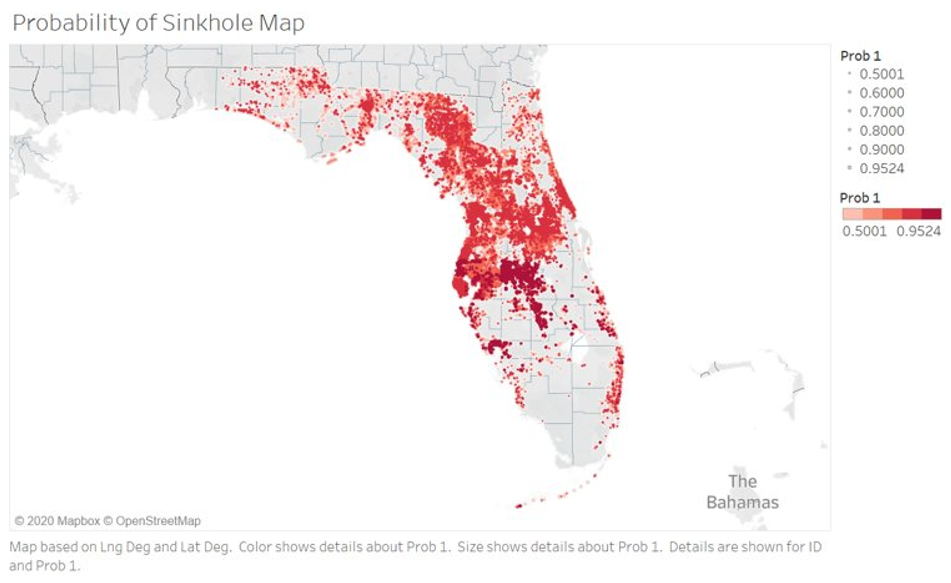 Probability of Sinkhole Map
Prob 1
0.5001
0.6000
0.7000
0.8000
0.9000
0.9524
Prob 1
0.5001 0.9524
The
Bahamas
© 2020 Mapbox © OpenStreetMap
Map based on Lng Deg and Lat Deg. Color shows details about Prob 1. Size shows details about Prob 1. Details are shown for ID
and Prob 1.